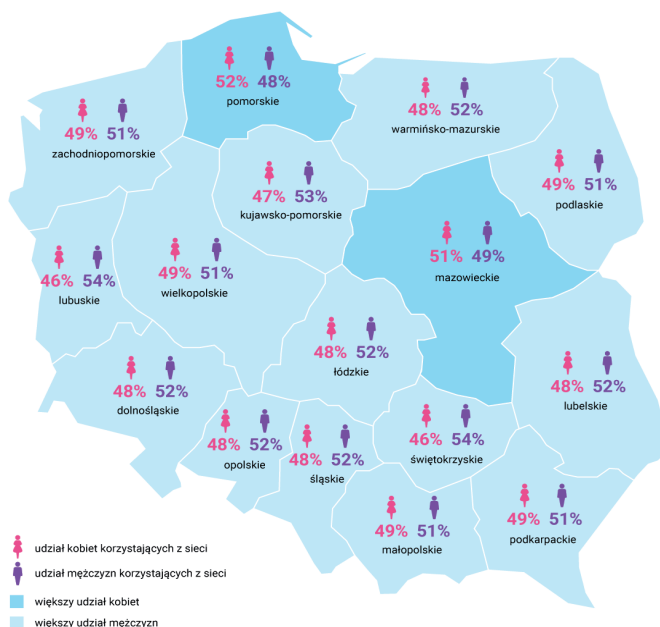 52% 48%
pomorskie
48% 52%
warmińsko-mazurskie
49% 51%
zachodniopomorskie
49% 51%
podlaskie
47% 53%
kujawsko-pomorskie
51% 49%
mazowieckie
46% 54%
lubuskie
49% 51%
wielkopolskie
48% 52%
łódzkie
48% 52%
dolnośląskie
48% 52%
lubelskie
48% 52%
opolskie
48% 52%
śląskie
46% 54%
świętokrzyskie
49% 51%
małopolskie
49% 51%
podkarpackie
udział kobiet korzystających z sieci
udział mężczyzn korzystających z sieci
większy udział kobiet
większy udział mężczyzn